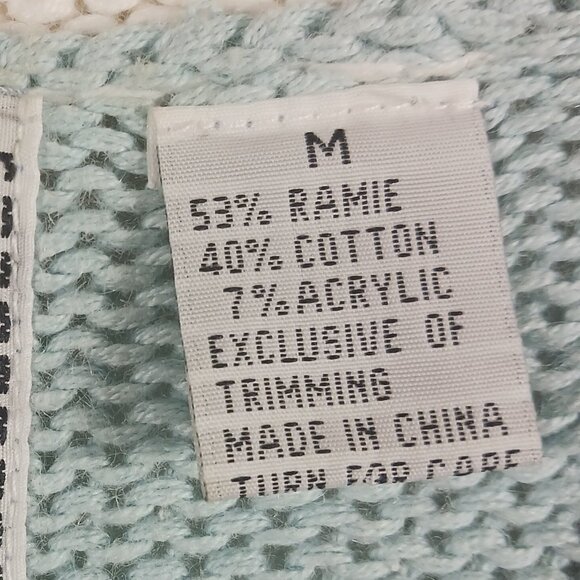 M
53% RAMIE
40% COTTON
7% ACRYLIC
EXCLUSIVE OF
TRIMMING
MADE IN CHINA
TURN FOR CARE